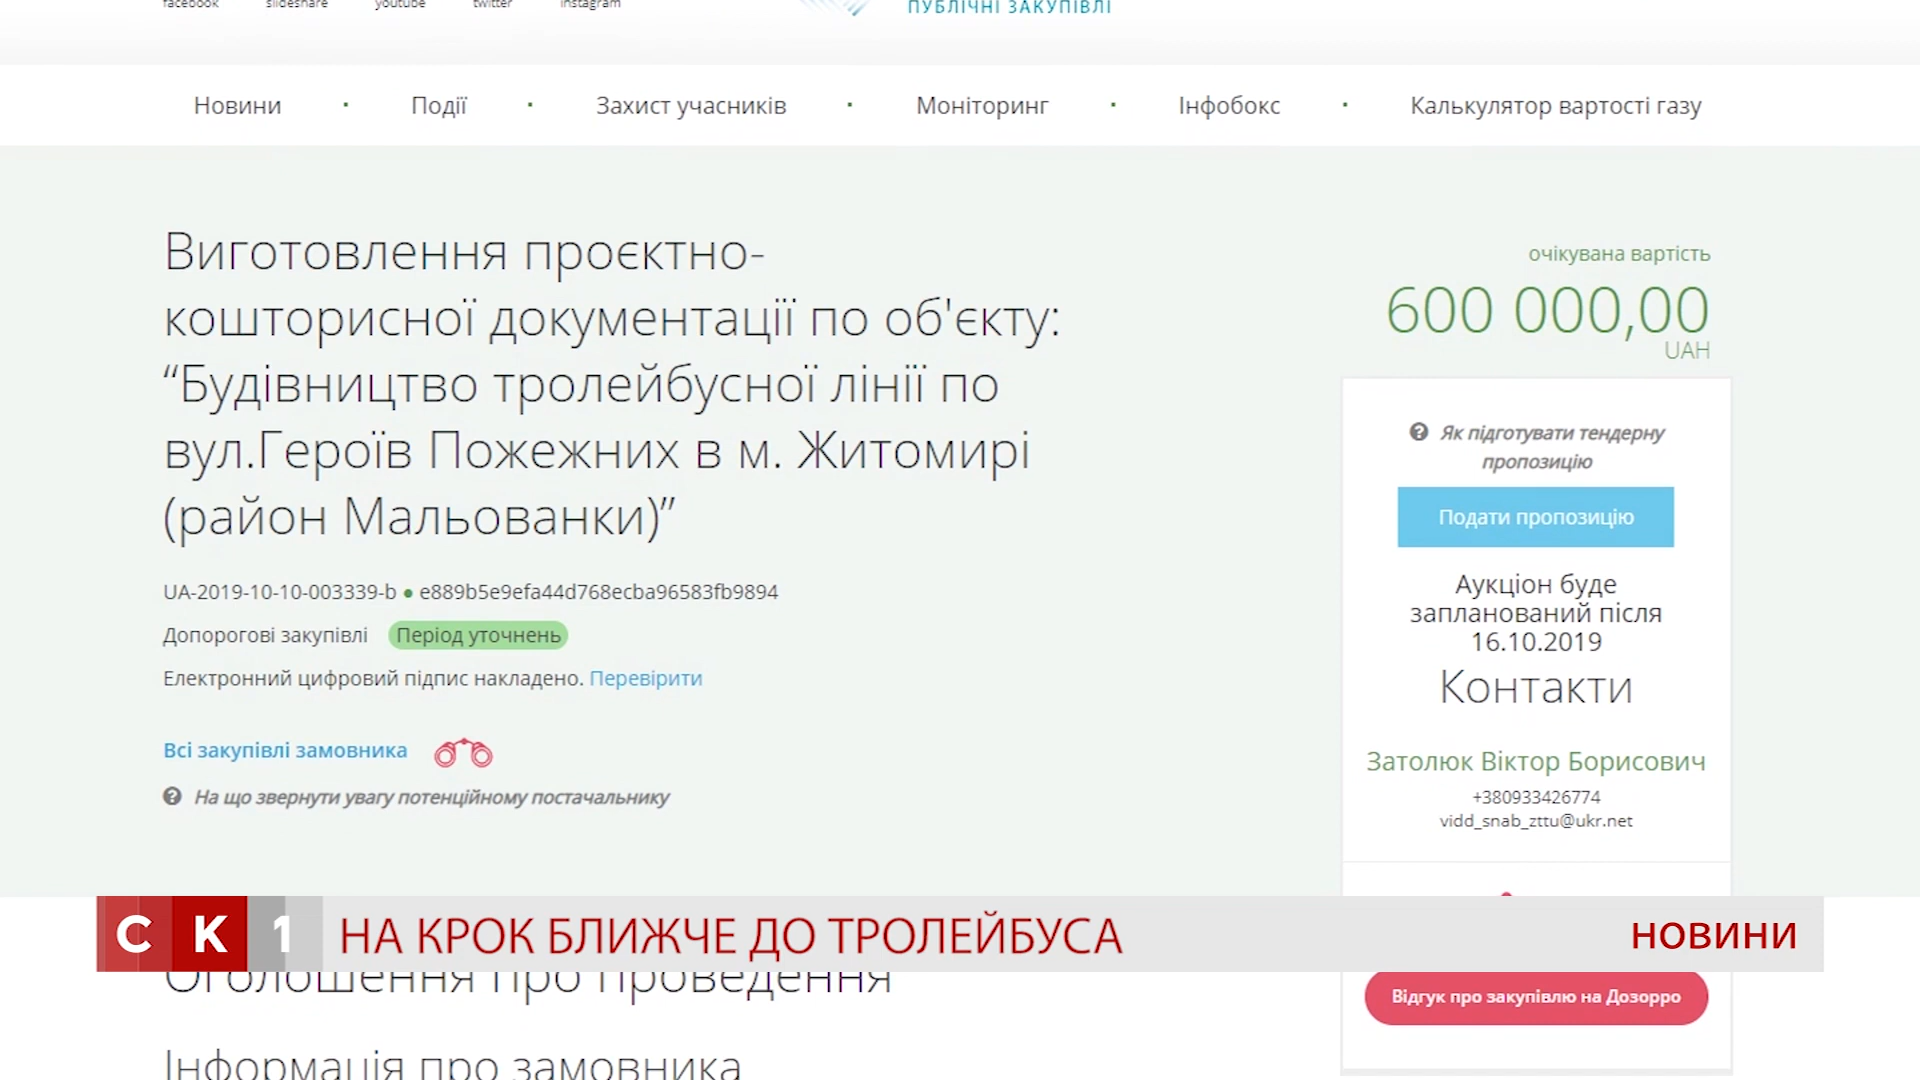 facebook slideshare youtube twitter instagram
ПУБЛІЧНІ ЗАКУПІВЛІ
Новини · Події · Захист учасників · Моніторинг · Інфобокс · Калькулятор вартості газу
Виготовлення проєктно-
кошторисної документації по об'єкту:
“Будівництво тролейбусної лінії по
вул.Героїв Пожежних в м. Житомирі
(район Мальованки)”
UA-2019-10-10-003339-b ● e889b5e9efa44d768ecba96583fb9894
Допорогові закупівлі Період уточнень
Електронний цифровий підпис накладено. Перевірити
Всі закупівлі замовника
На що звернути увагу потенційному постачальнику
очікувана вартість
600 000,00
UAH
Як підготувати тендерну
пропозицію
Подати пропозицію
Аукціон буде
запланований після
16.10.2019
Контакти
Затолюк Віктор Борисович
+380933426774
vidd_snab_zttu@ukr.net
СК1 НА КРОК БЛИЖЧЕ ДО ТРОЛЕЙБУСА НОВИНИ
Оголошення про проведення
Відгук про закупівлю на Дозорро
Інформація про замовника